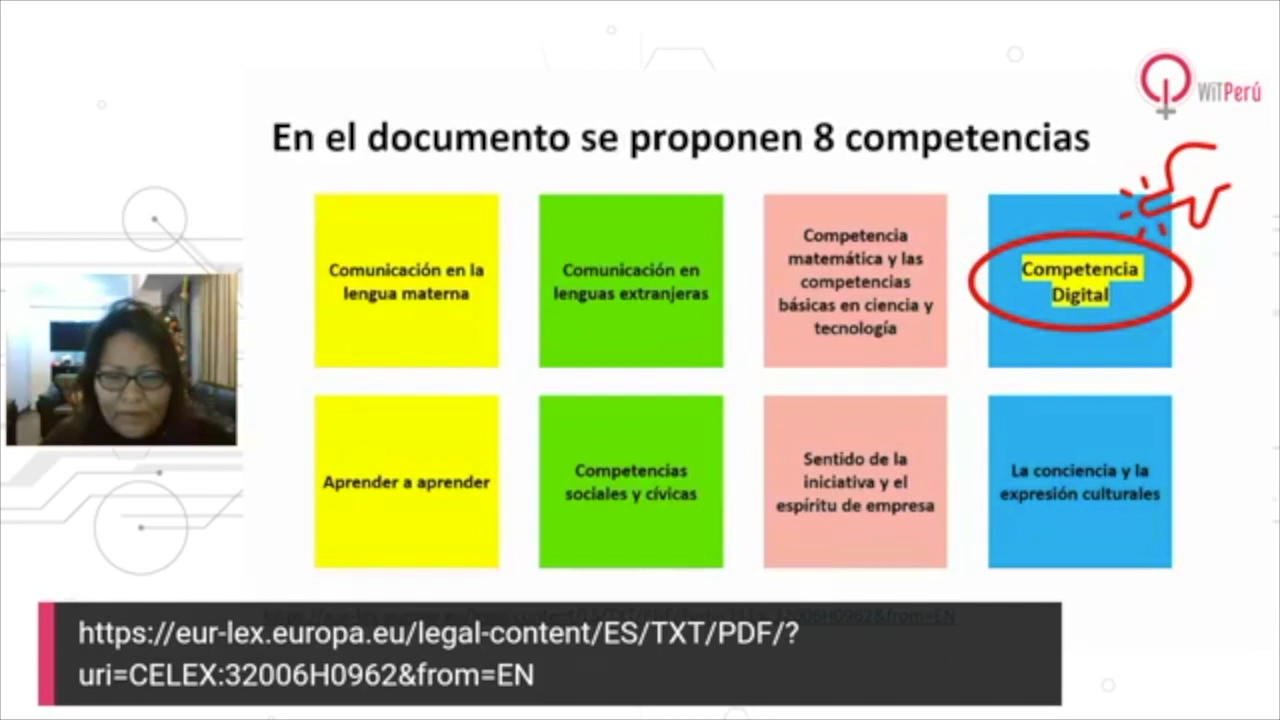 WiTPerú
En el documento se proponen 8 competencias
Comunicación en la
lengua materna
Comunicación en
lenguas extranjeras
Competencia
matemática y las
competencias
básicas en ciencia y
tecnología
Competencia
Digital
Aprender a aprender
Competencias
sociales y cívicas
Sentido de la
iniciativa y el
espíritu de empresa
La conciencia y la
expresión culturales
https://eur-lex.europa.eu/legal-content/ES/TXT/PDF/?
uri=CELEX:32006H0962&from=EN